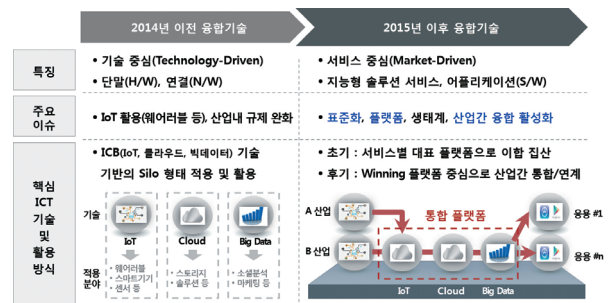 2014년 이전 융합기술
2015년 이후 융합기술
특징
• 기술 중심(Technology-Driven)
• 단말(H/W), 연결(N/W)
• 서비스 중심(Market-Driven)
• 지능형 솔루션 서비스, 어플리케이션(S/W)
주요
이슈
• IoT 활용(웨어러블 등), 산업내 규제 완화
• 표준화, 플랫폼, 생태계, 산업간 융합 활성화
핵심
ICT
기술
및
활용
방식
• ICB(IoT, 클라우드, 빅데이터) 기술
기반의 Silo 형태 적용 및 활용
기술
IoT
Cloud
Big Data
적용
분야
• 웨어러블
• 스마트기기
• 센서 등
• 스토리지
• 솔루션 등
• 소셜분석
• 마케팅 등
• 초기 : 서비스별 대표 플랫폼으로 이합 집산
• 후기 : Winning 플랫폼 중심으로 산업간 통합/연계
A 산업
통합 플랫폼
응용 #1
B 산업
응용 #n
IoT
Cloud
Big Data